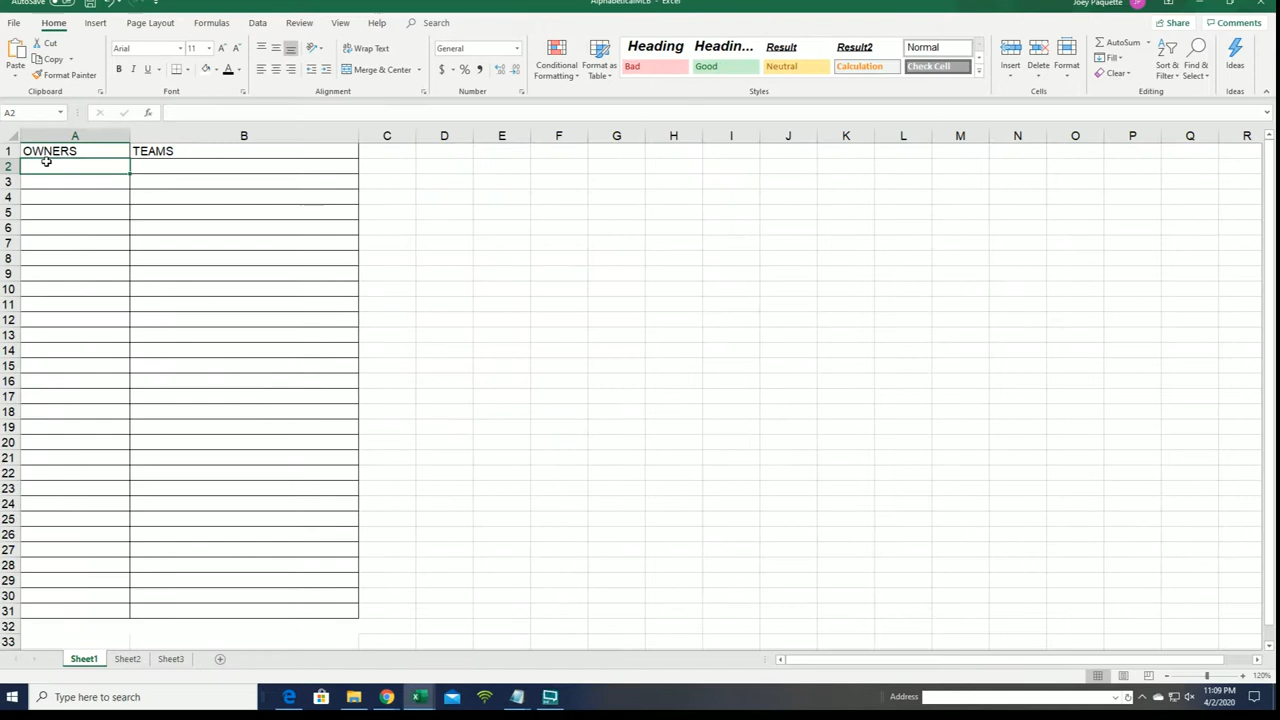 AutoSave
AlphabeticalMLB - Excel
Joey Paquette
JP
File Home Insert Page Layout Formulas Data Review View Help Search
Share Comments
Paste
Cut
Copy
Format Painter
Clipboard
Arial 11
Font
Wrap Text
Merge & Center
Alignment
General
Number
Conditional Formatting
Format as Table
Heading Headin... Result Result2 Normal
Bad Good Neutral Calculation Check Cell
Styles
Insert Delete Format
Cells
AutoSum
Fill
Clear
Sort & Filter
Find & Select
Editing
Ideas
Ideas
A2
A B C D E F G H I J K L M N O P Q R
1 OWNERS TEAMS
2
3
4
5
6
7
8
9
10
11
12
13
14
15
16
17
18
19
20
21
22
23
24
25
26
27
28
29
30
31
32
33
Sheet1 Sheet2 Sheet3
120%
Type here to search
Address
11:09 PM
4/2/2020